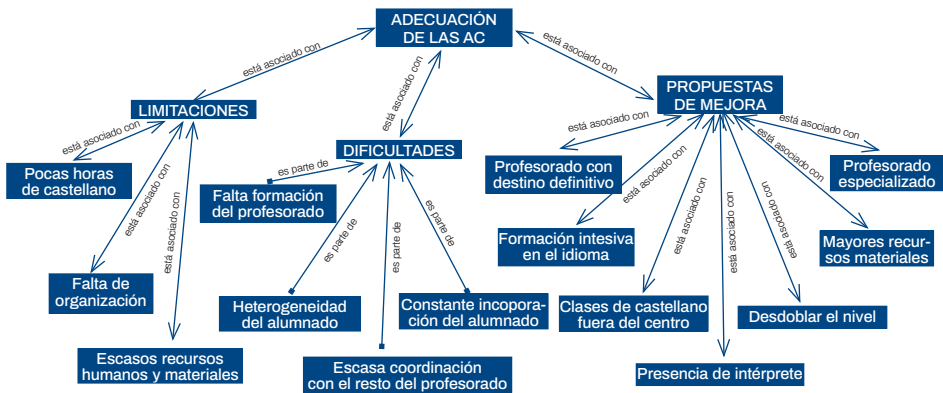 ADECUACIÓN
DE LAS AC
está asociado con
está asociado con
está asociado con
LIMITACIONES
PROPUESTAS
DE MEJORA
DIFICULTADES
está asociado con
está asociado con
está asociado con
Pocas horas
de castellano
Falta de
organización
Escasos recursos
humanos y materiales
es parte de
es parte de
es parte de
es parte de
Falta formación
del profesorado
Heterogeneidad
del alumnado
Escasa coordinación
con el resto del profesorado
Constante incopora-
ción del alumnado
está asociado con
está asociado con
está asociado con
está asociado con
está asociado con
está asociado con
está asociado con
Profesorado con
destino definitivo
Formación intesiva
en el idioma
Clases de castellano
fuera del centro
Presencia de intérprete
Desdoblar el nivel
Mayores recur-
sos materiales
Profesorado
especializado